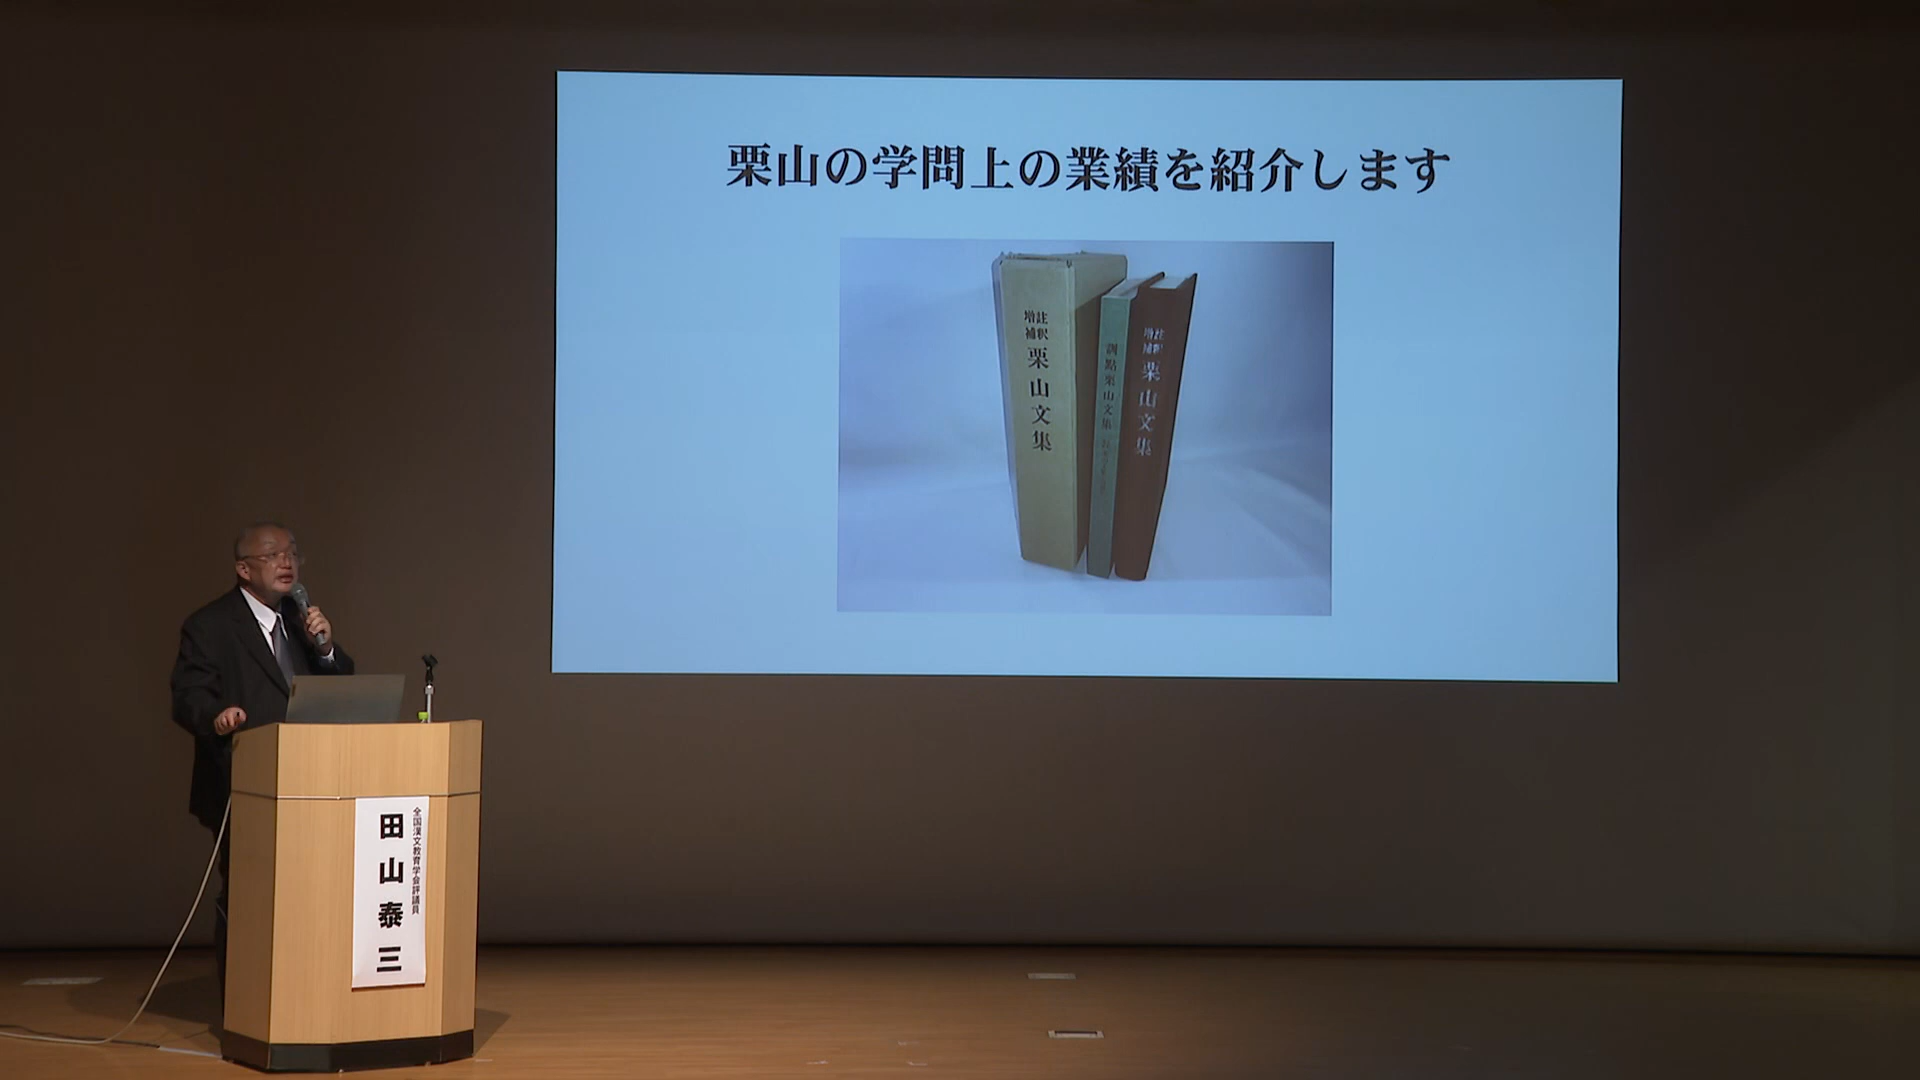 栗山の学問上の業績を紹介します
増補
註釈
栗山文集
訓點栗山文集
増補
註釈
栗山文集
全国漢文教育学会評議員
田山泰三